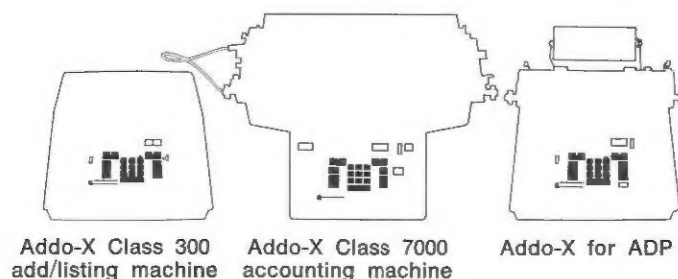 Addo-X Class 300
add/listing machine
Addo-X Class 7000
accounting machine
Addo-X for ADP